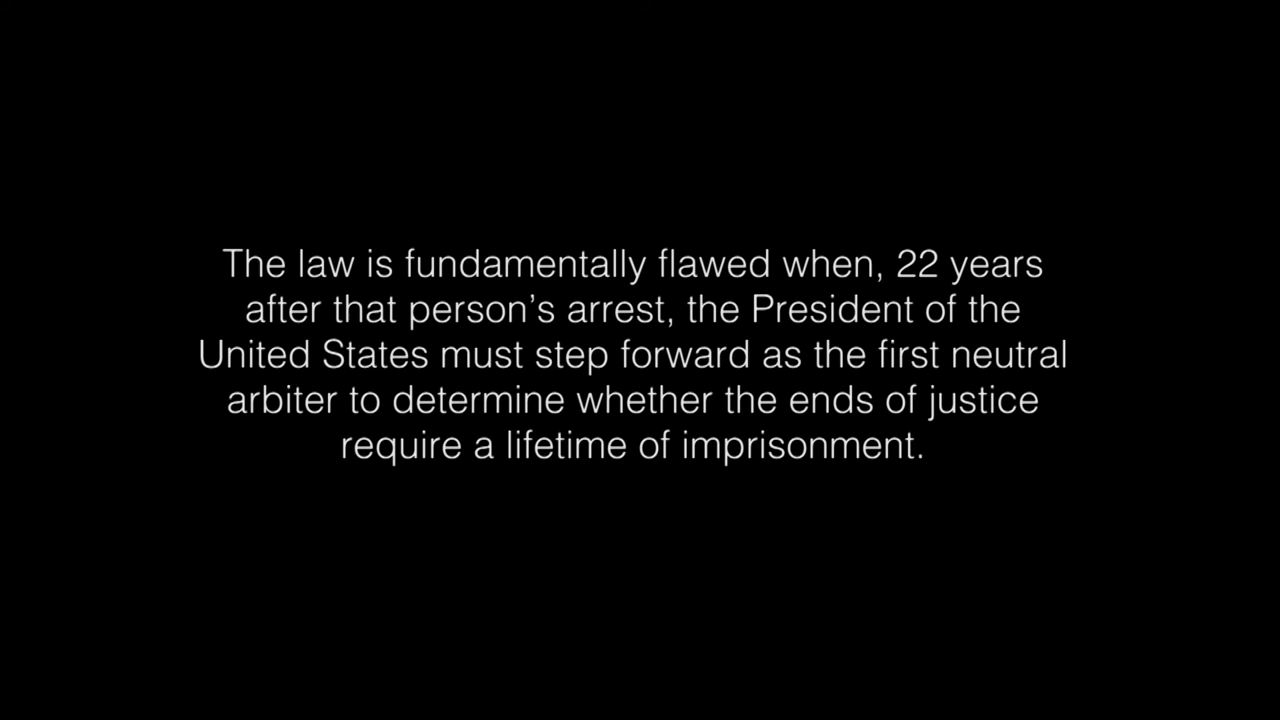 The law is fundamentally flawed when, 22 years
after that person’s arrest, the President of the
United States must step forward as the first neutral
arbiter to determine whether the ends of justice
require a lifetime of imprisonment.